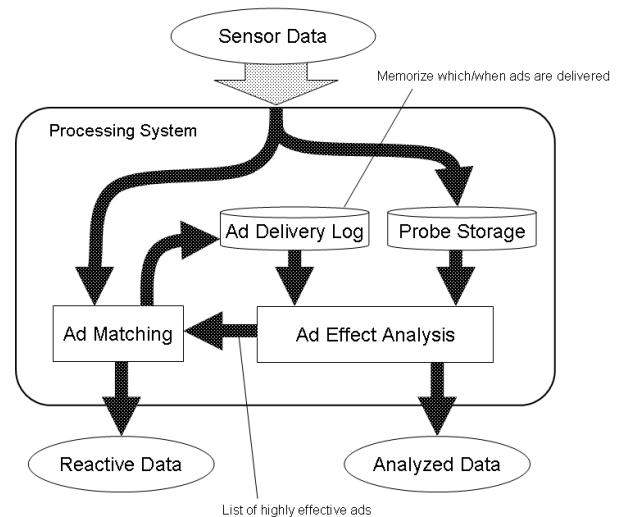 Sensor Data
Memorize which/when ads are delivered
Processing System
Ad Delivery Log
Probe Storage
Ad Matching
Ad Effect Analysis
Reactive Data
Analyzed Data
List of highly effective ads